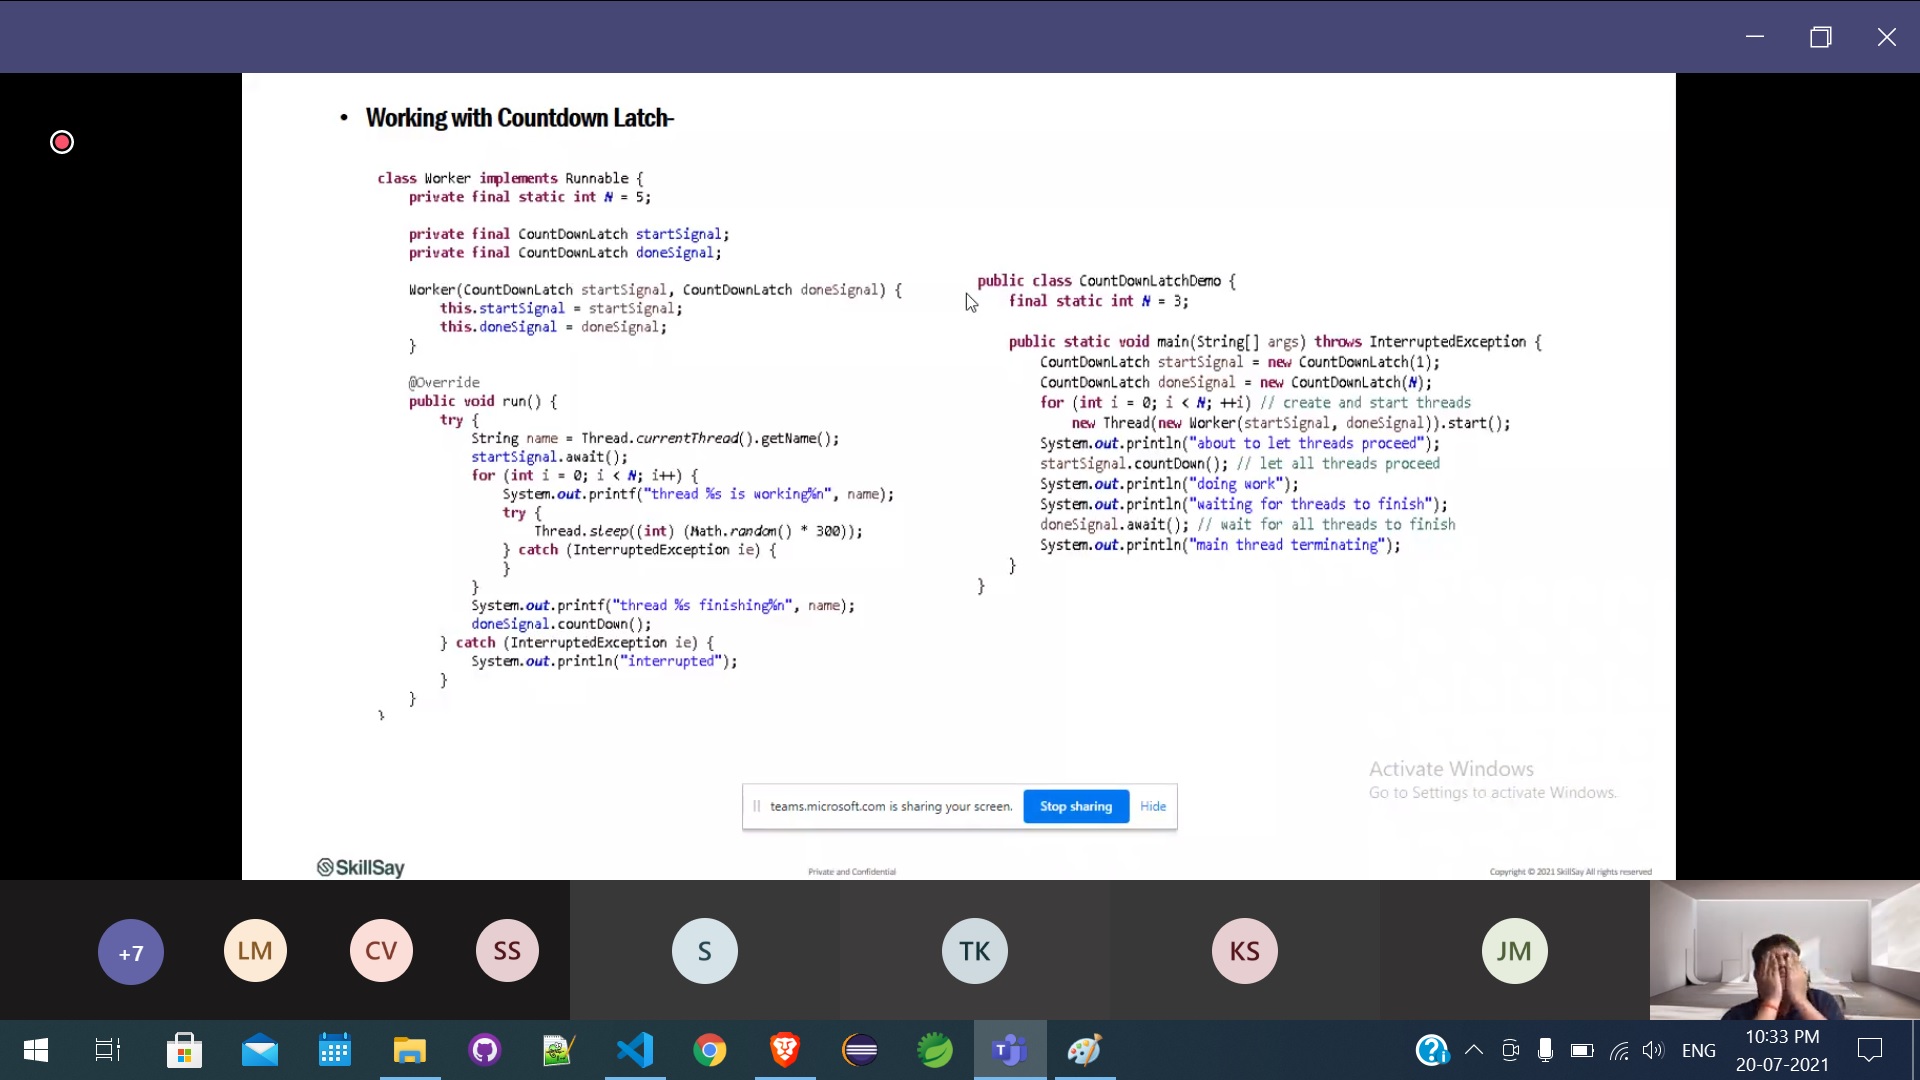 • Working with Countdown Latch-
class Worker implements Runnable {
private final static int N = 5;
private final CountDownLatch startSignal;
private final CountDownLatch doneSignal;
Worker(CountDownLatch startSignal, CountDownLatch doneSignal) {
this.startSignal = startSignal;
this.doneSignal = doneSignal;
}
@Override
public void run() {
try {
String name = Thread.currentThread().getName();
startSignal.await();
for (int i = 0; i < N; i++) {
System.out.printf("thread %s is working%n", name);
try {
Thread.sleep((int) (Math.random() * 300));
} catch (InterruptedException ie) {
}
}
System.out.printf("thread %s finishing%n", name);
doneSignal.countDown();
} catch (InterruptedException ie) {
System.out.println("interrupted");
}
}
}
public class CountDownLatchDemo {
final static int N = 3;
public static void main(String[] args) throws InterruptedException {
CountDownLatch startSignal = new CountDownLatch(1);
CountDownLatch doneSignal = new CountDownLatch(N);
for (int i = 0; i < N; ++i) // create and start threads
new Thread(new Worker(startSignal, doneSignal)).start();
System.out.println("about to let threads proceed");
startSignal.countDown(); // let all threads proceed
System.out.println("doing work");
System.out.println("waiting for threads to finish");
doneSignal.await(); // wait for all threads to finish
System.out.println("main thread terminating");
}
}
Activate Windows
Go to Settings to activate Windows.
teams.microsoft.com is sharing your screen. Stop sharing Hide
SkillSay
Private and Confidential
Copyright © 2021 SkillSay All rights reserved
+7 LM CV SS S TK KS JM
ENG
10:33 PM
20-07-2021